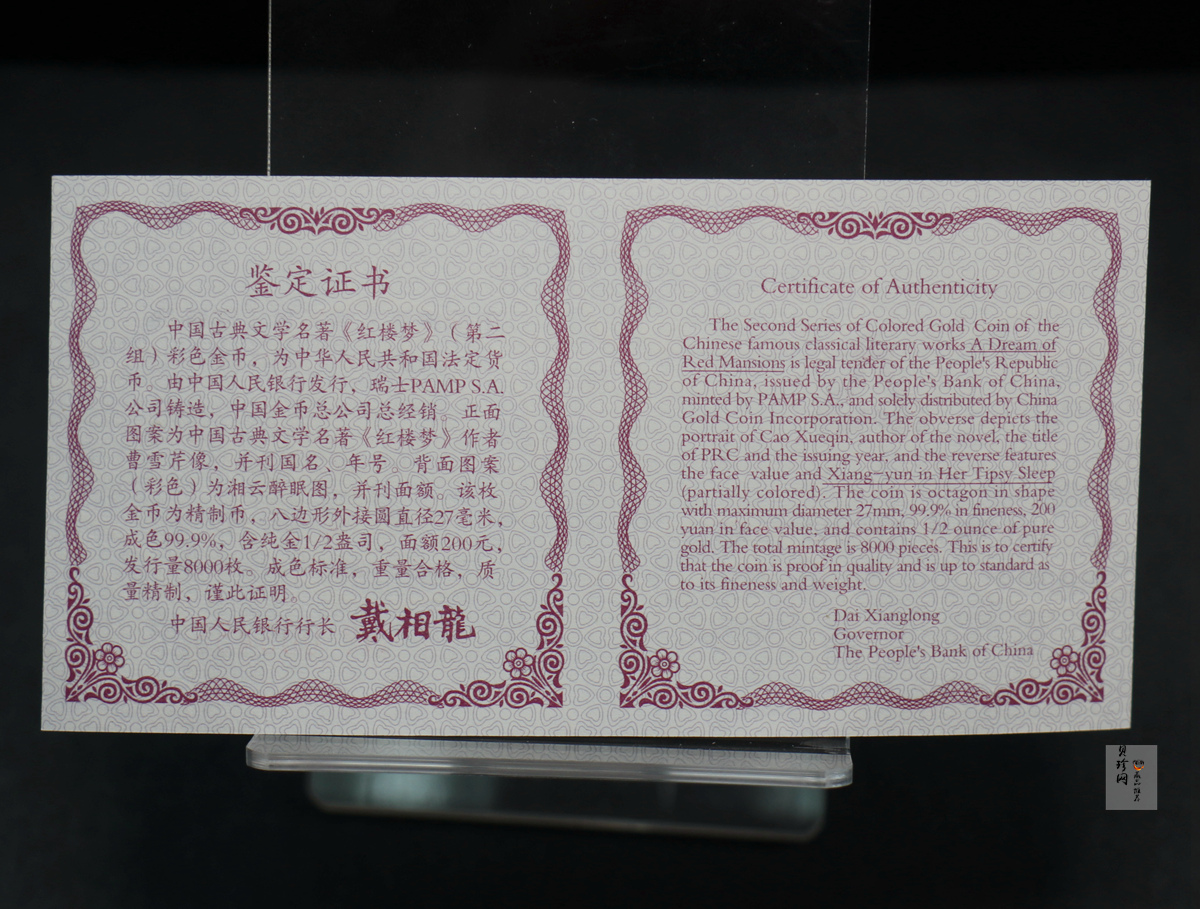 鉴定证书
中国古典文学名著《红楼梦》（第二
组）彩色金币，为中华人民共和国法定货
币。由中国人民银行发行，瑞士PAMP S.A.
公司铸造，中国金币总公司总经销。正面
图案为中国古典文学名著《红楼梦》作者
曹雪芹像，并刊国名、年号。背面图案
（彩色）为湘云醉眠图，并刊面额。该枚
金币为精制币，八边形外接圆直径27毫米，
成色99.9%，含纯金1/2盎司，面额200元，
发行量8000枚。成色标准，重量合格，质
量精制，谨此证明。
中国人民银行行长 戴相龍
Certificate of Authenticity
The Second Series of Colored Gold Coin of the
Chinese famous classical literary works A Dream of
Red Mansions is legal tender of the People's Republic
of China, issued by the People's Bank of China,
minted by PAMP S.A., and solely distributed by China
Gold Coin Incorporation. The obverse depicts the
portrait of Cao Xueqin, author of the novel, the title
of PRC and the issuing year, and the reverse features
the face value and Xiang-yun in Her Tipsy Sleep
(partially colored). The coin is octagon in shape
with maximum diameter 27mm, 99.9% in fineness, 200
yuan in face value, and contains 1/2 ounce of pure
gold. The total mintage is 8000 pieces. This is to certify
that the coin is proof in quality and is up to standard as
to its fineness and weight.
Dai Xianglong
Governor
The People's Bank of China
贝珍网